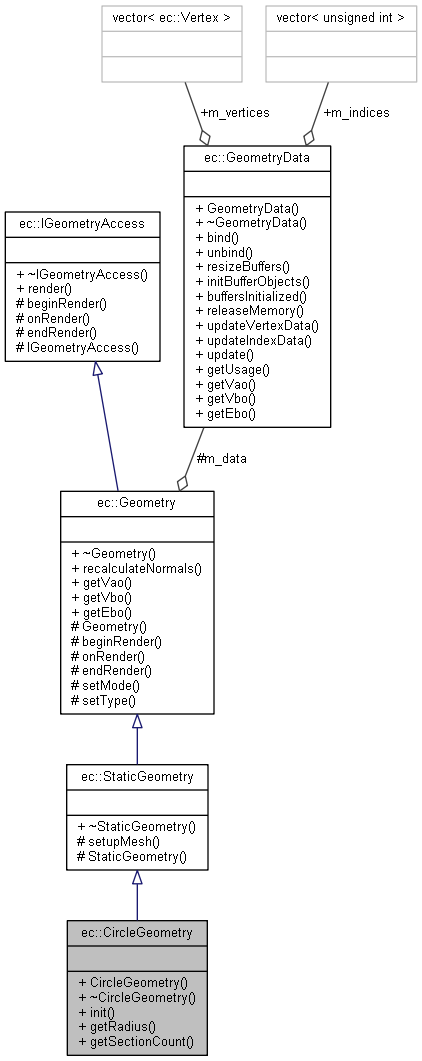 vector< ec::Vertex >
vector< unsigned int >
+m_vertices
+m_indices
ec::GeometryData
+ GeometryData()
+ ~GeometryData()
+ bind()
+ unbind()
+ resizeBuffers()
+ initBufferObjects()
+ buffersInitialized()
+ releaseMemory()
+ updateVertexData()
+ updateIndexData()
+ update()
+ getUsage()
+ getVao()
+ getVbo()
+ getEbo()
ec::IGeometryAccess
+ ~IGeometryAccess()
+ render()
# beginRender()
# onRender()
# endRender()
# IGeometryAccess()
#m_data
ec::Geometry
+ ~Geometry()
+ recalculateNormals()
+ getVao()
+ getVbo()
+ getEbo()
# Geometry()
# beginRender()
# onRender()
# endRender()
# setMode()
# setType()
ec::StaticGeometry
+ ~StaticGeometry()
# setupMesh()
# StaticGeometry()
ec::CircleGeometry
+ CircleGeometry()
+ ~CircleGeometry()
+ init()
+ getRadius()
+ getSectionCount()